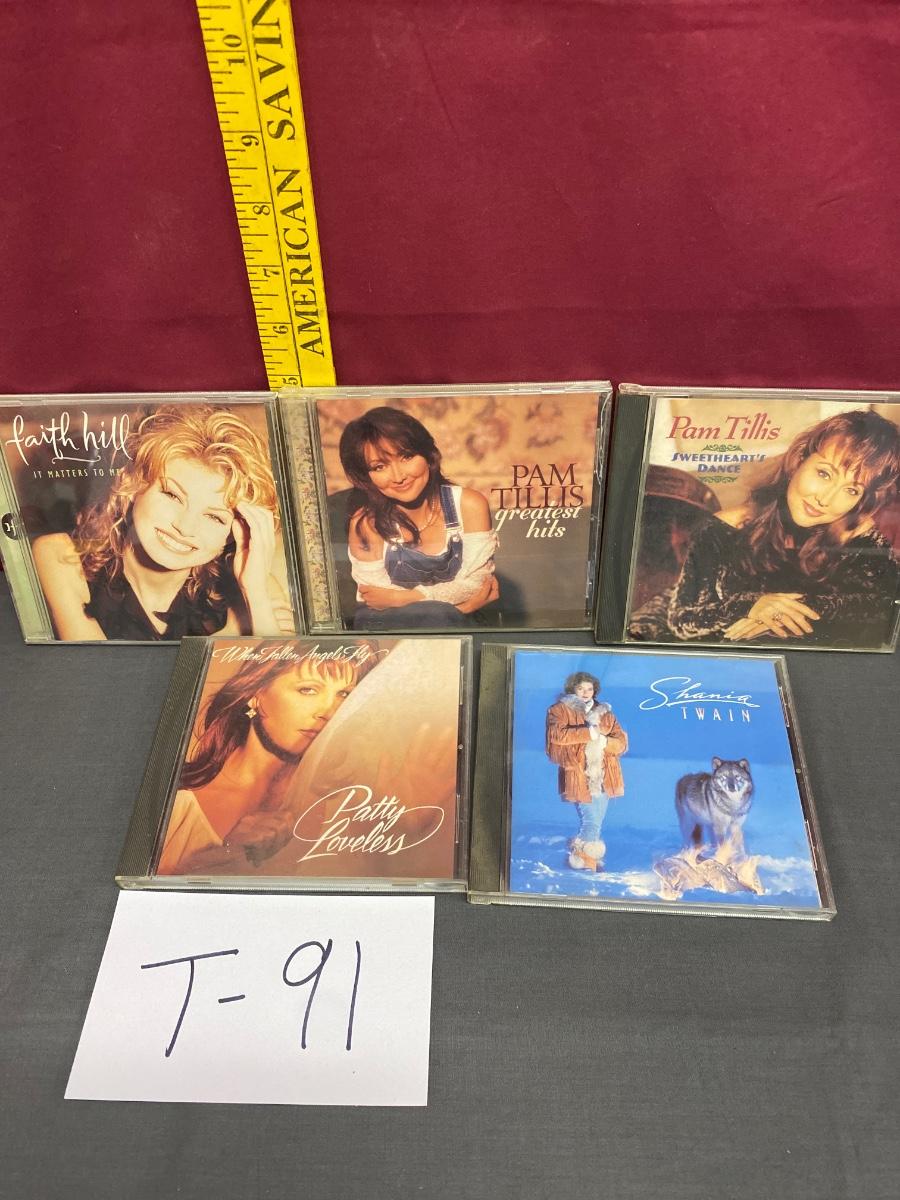 5 6 7 8 9 10
AMERICAN SAVIN
faith hill
IT MATTERS TO ME
PAM
TILLIS
greatest
hits
Pam Tillis
SWEETHEART'S
DANCE
When Fallen Angels Fly
Patty
Loveless
Shania
TWAIN
T-91